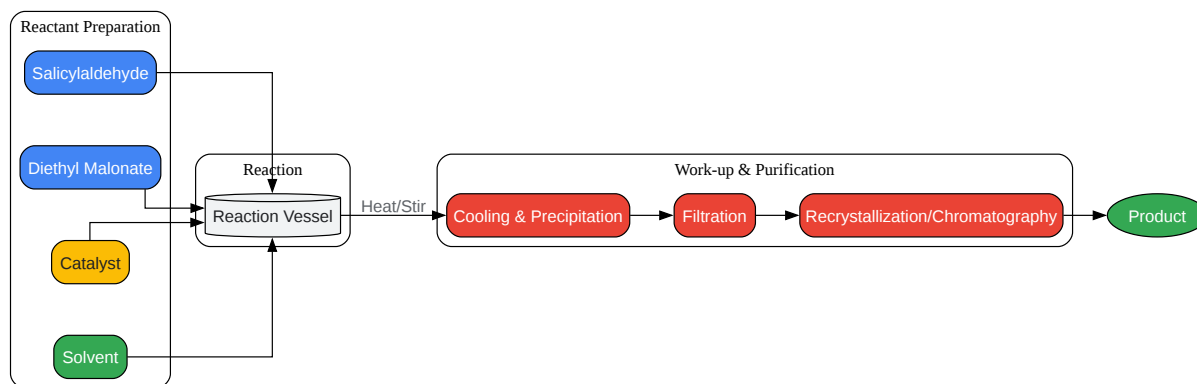 Reactant Preparation
Salicylaldehyde
Diethyl Malonate
Catalyst
Solvent
Reaction
Reaction Vessel
Heat/Stir
Work-up & Purification
Cooling & Precipitation
Filtration
Recrystallization/Chromatography
Product